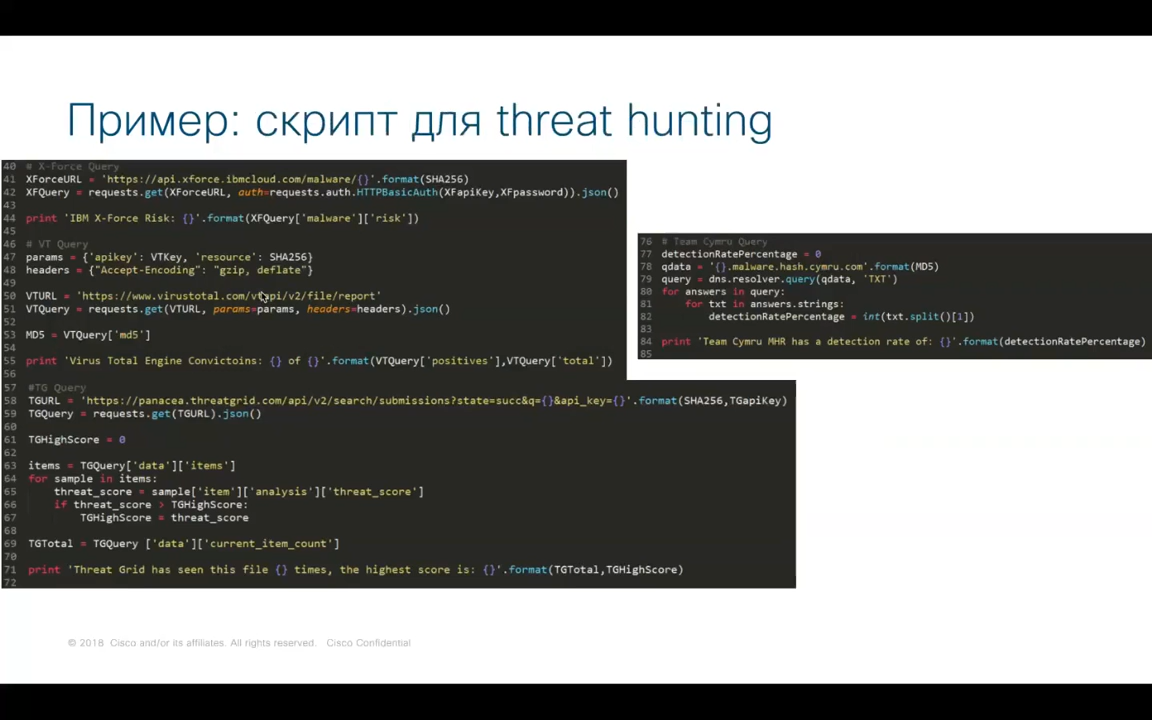 Пример: скрипт для threat hunting
40 # X-Force Query
41 XForceURL = 'https://api.xforce.ibmcloud.com/malware/{}'.format(SHA256)
42 XFQuery = requests.get(XForceURL, auth=requests.auth.HTTPBasicAuth(XFapiKey,XFpassword)).json()
43
44 print 'IBM X-Force Risk: {}'.format(XFQuery['malware']['risk'])
45
46 # VT Query
47 params = {'apikey': VTKey, 'resource': SHA256}
48 headers = {"Accept-Encoding": "gzip, deflate"}
49
50 VTURL = 'https://www.virustotal.com/vtapi/v2/file/report'
51 VTQuery = requests.get(VTURL, params=params, headers=headers).json()
52
53 MD5 = VTQuery['md5']
54
55 print 'Virus Total Engine Convictoins: {} of {}'.format(VTQuery['positives'],VTQuery['total'])
56
57 #TG Query
58 TGURL = 'https://panacea.threatgrid.com/api/v2/search/submissions?state=succ&q={}&api_key={}'.format(SHA256,TGapiKey)
59 TGQuery = requests.get(TGURL).json()
60
61 TGHighScore = 0
62
63 items = TGQuery['data']['items']
64 for sample in items:
65 threat_score = sample['item']['analysis']['threat_score']
66 if threat_score > TGHighScore:
67 TGHighScore = threat_score
68
69 TGTotal = TGQuery ['data']['current_item_count']
70
71 print 'Threat Grid has seen this file {} times, the highest score is: {}'.format(TGTotal,TGHighScore)
72
76 # Team Cymru Query
77 detectionRatePercentage = 0
78 qdata = '{}.malware.hash.cymru.com'.format(MD5)
79 query = dns.resolver.query(qdata, 'TXT')
80 for answers in query:
81 for txt in answers.strings:
82 detectionRatePercentage = int(txt.split()[1])
83
84 print 'Team Cymru MHR has a detection rate of: {}'.format(detectionRatePercentage)
85
© 2018 Cisco and/or its affiliates. All rights reserved. Cisco Confidential